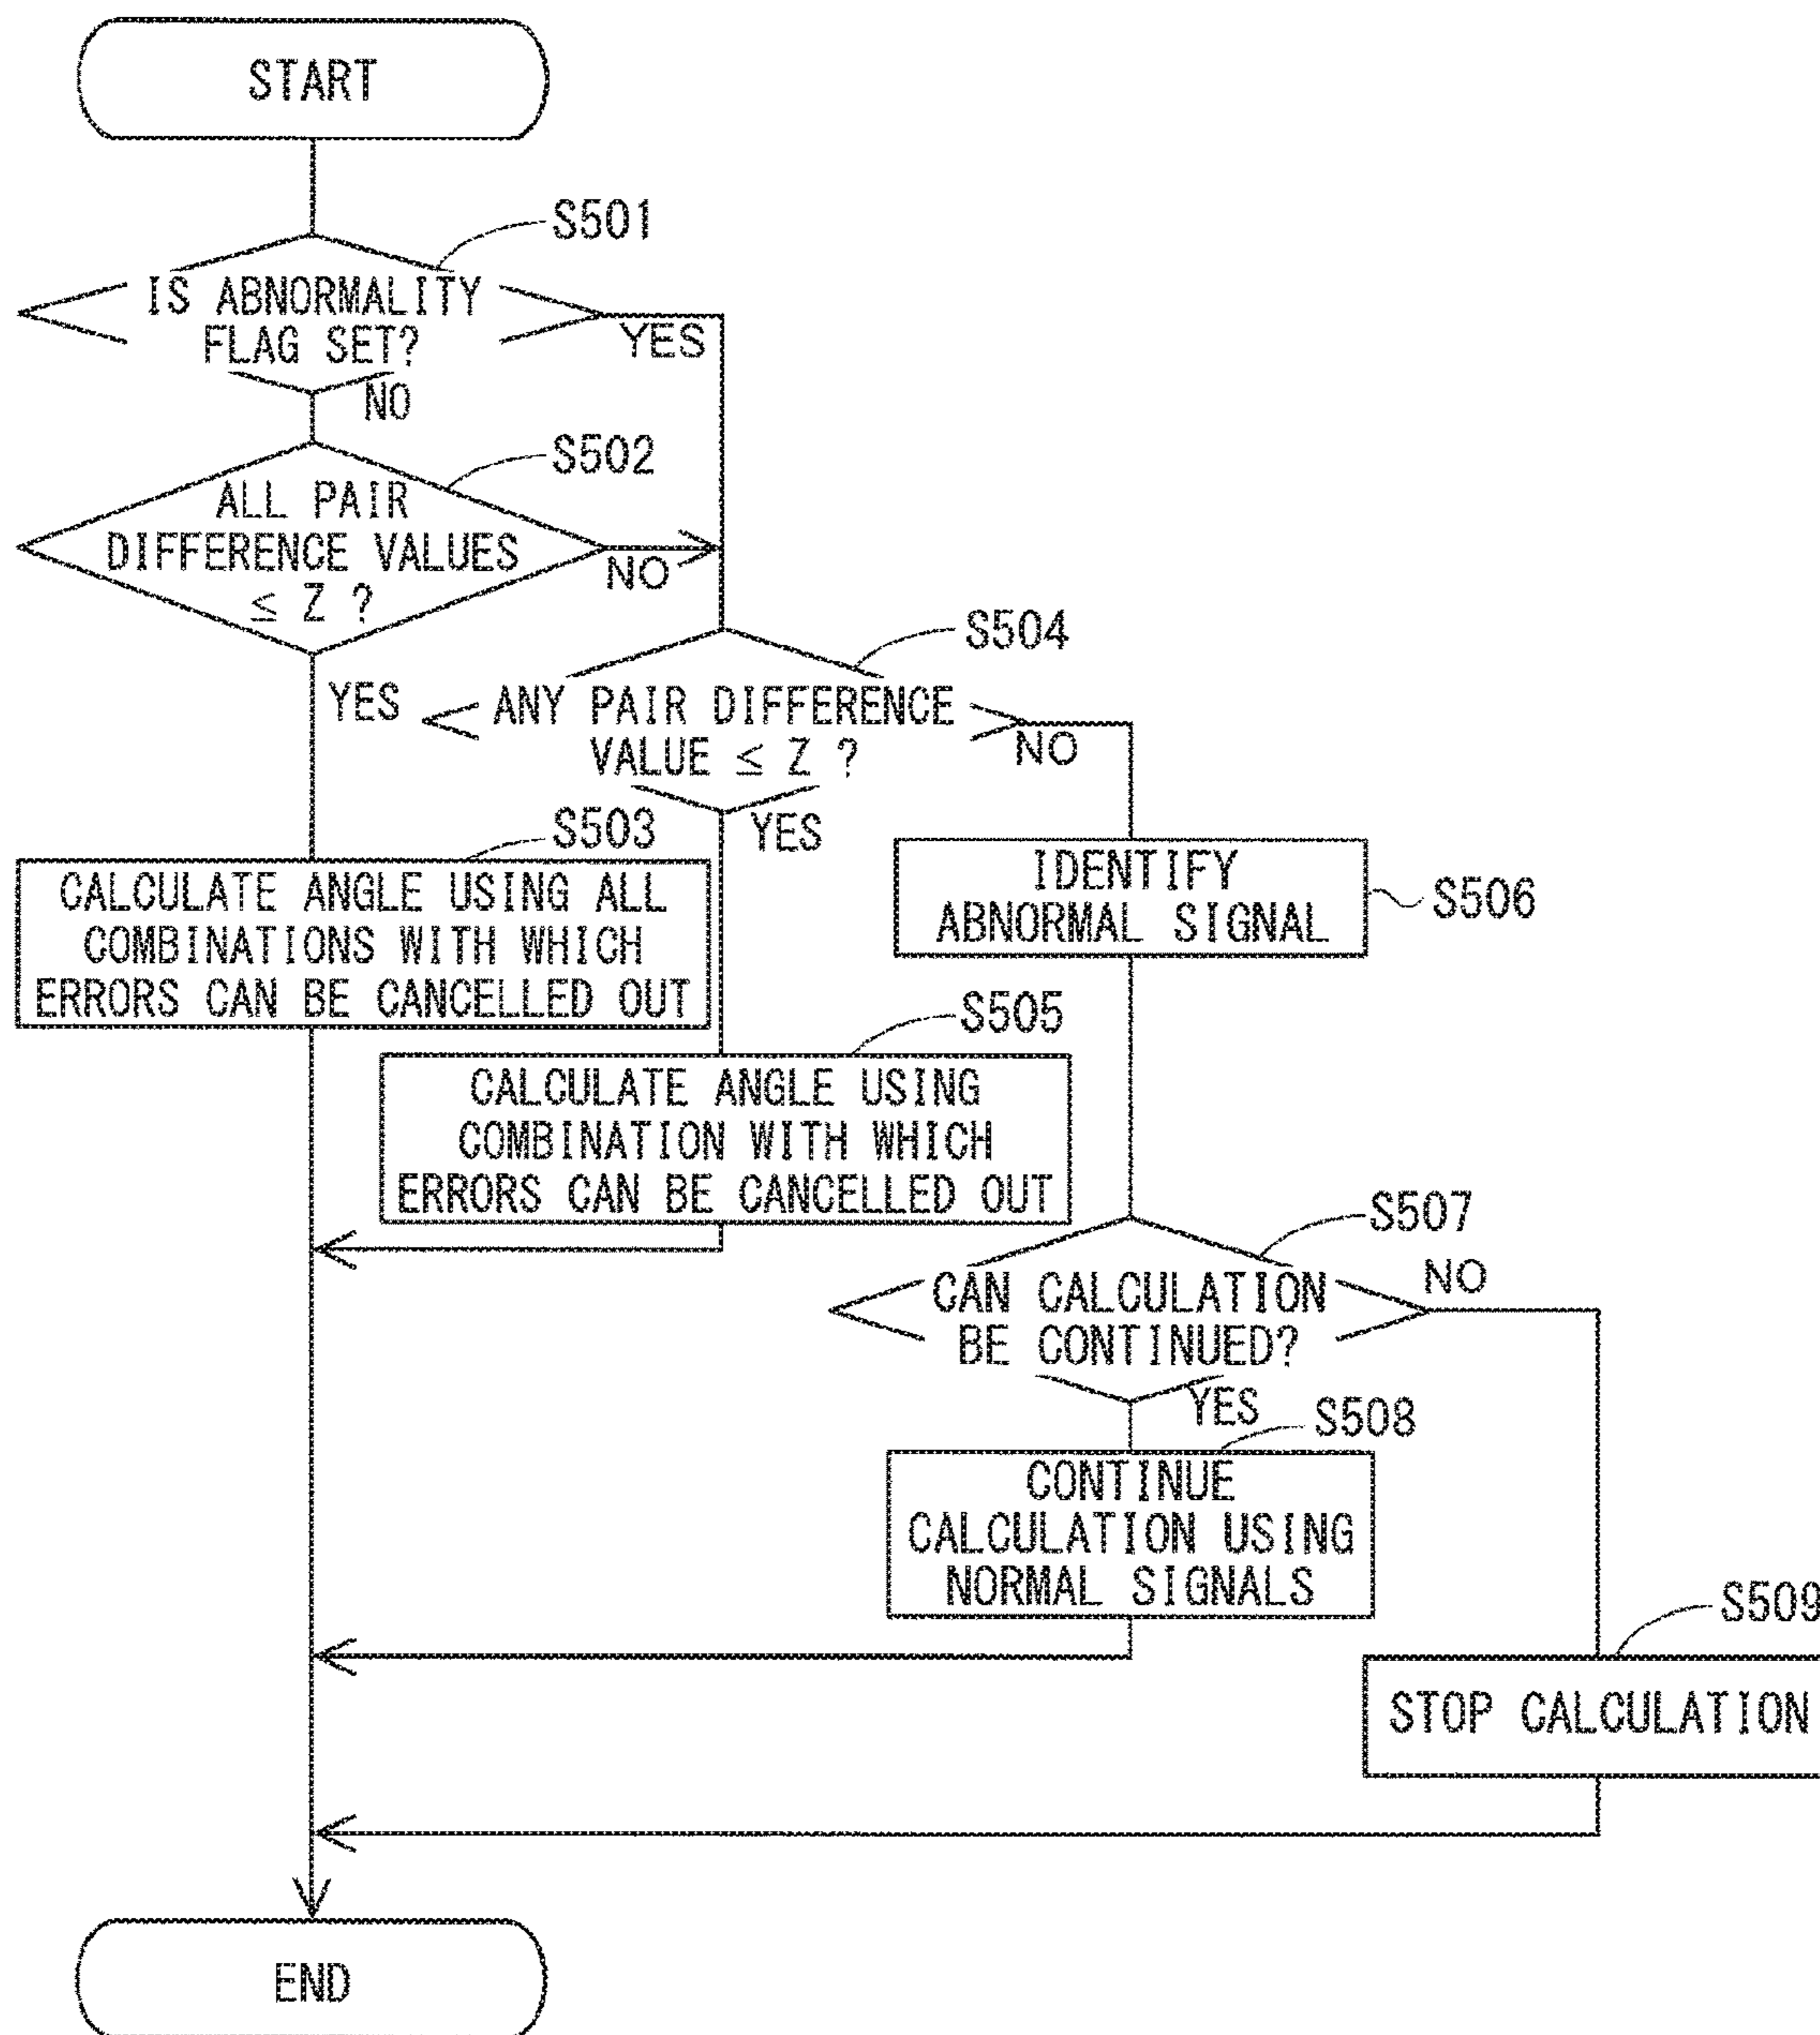 START
S501
IS ABNORMALITY
FLAG SET?
YES
NO
S502
ALL PAIR
DIFFERENCE VALUES
≤ Z ?
NO
YES
S504
ANY PAIR DIFFERENCE
VALUE ≤ Z ?
NO
YES
S503
CALCULATE ANGLE USING ALL
COMBINATIONS WITH WHICH
ERRORS CAN BE CANCELLED OUT
IDENTIFY
ABNORMAL SIGNAL
S506
S505
CALCULATE ANGLE USING
COMBINATION WITH WHICH
ERRORS CAN BE CANCELLED OUT
S507
CAN CALCULATION
BE CONTINUED?
NO
YES
S508
CONTINUE
CALCULATION USING
NORMAL SIGNALS
S509
STOP CALCULATION
END